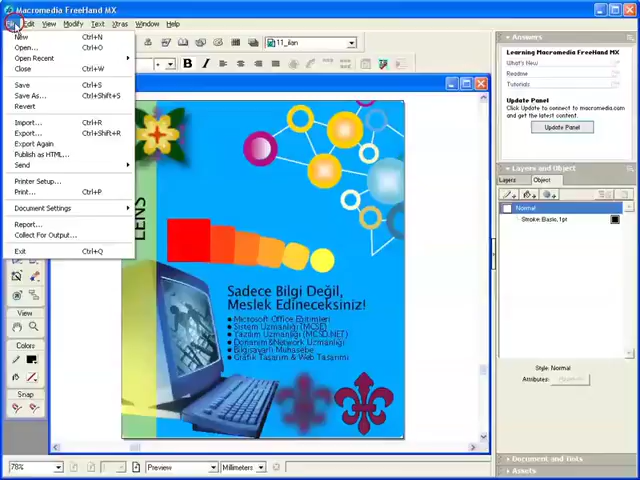 Macromedia FreeHand MX
File Edit View Modify Text Xtras Window Help
New Ctrl+N
Open... Ctrl+O
Open Recent
Close Ctrl+W
Save Ctrl+S
Save As... Ctrl+Shift+S
Revert
Import... Ctrl+R
Export... Ctrl+Shift+R
Export Again
Publish as HTML...
Send
Printer Setup...
Print... Ctrl+P
Document Settings
Report...
Collect For Output...
Exit Ctrl+Q
11_ilan
B I
LENS
Sadece Bilgi Değil,
Meslek Edineceksiniz!
Microsoft Office Eğitimleri
Sistem Uzmanlığı (MCSE)
Yazılım Uzmanlığı (MCSD.NET)
Donanım&Network Uzmanlığı
Bilgisayarlı Muhasebe
Grafik Tasarım & Web Tasarımı
View
Colors
Snap
78% 1 Preview Millimeters
Answers
Learning Macromedia FreeHand MX
What's New
Readme
Tutorials
Update Panel
Click Update to connect to macromedia.com
and get the latest content.
Update Panel
Layers and Object
Layers Object
Normal
Stroke:Basic,1pt
Style: Normal
Attributes:
Document and Hints
Assets